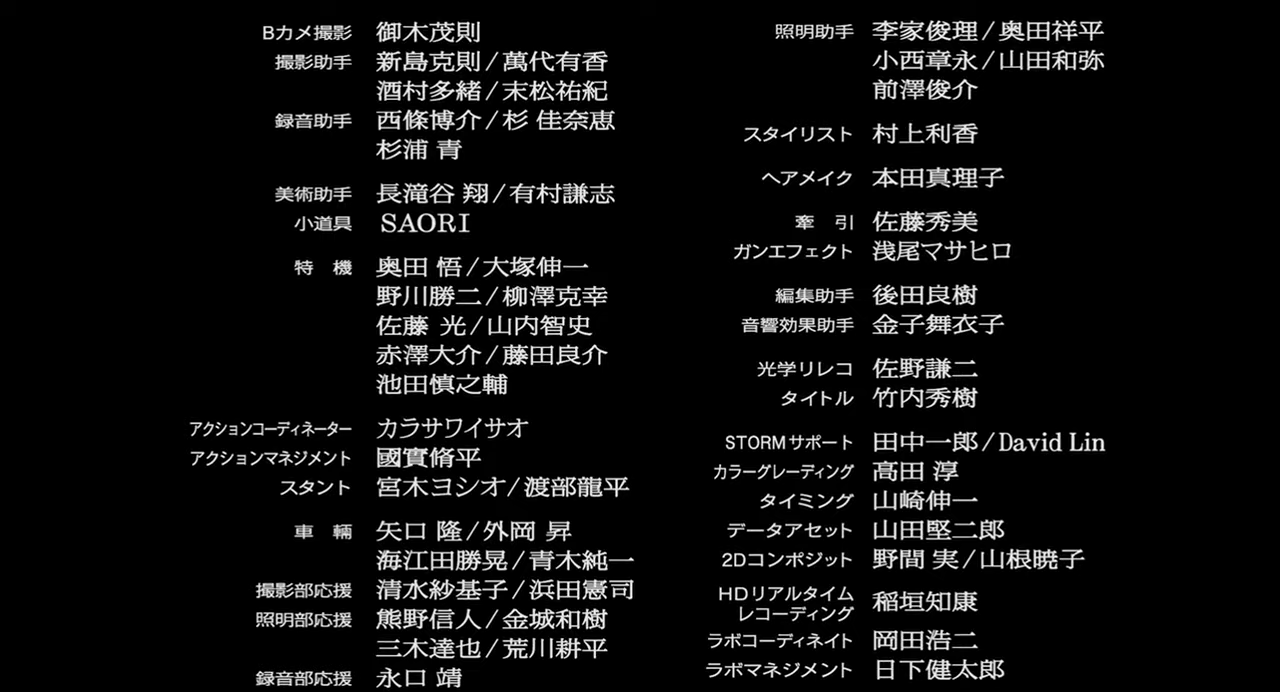 Bカメ撮影 御木茂則
撮影助手 新島克則/萬代有香
酒村多緒/末松祐紀
録音助手 西條博介/杉 佳奈恵
杉浦 青
美術助手 長滝谷 翔/有村謙志
小道具 SAORI
特 機 奥田 悟/大塚伸一
野川勝二/柳澤克幸
佐藤 光/山内智史
赤澤大介/藤田良介
池田慎之輔
アクションコーディネーター カラサワイサオ
アクションマネジメント 國實脩平
スタント 宮木ヨシオ/渡部龍平
車 輛 矢口 隆/外岡 昇
海江田勝晃/青木純一
撮影部応援 清水紗基子/浜田憲司
照明部応援 熊野信人/金城和樹
三木達也/荒川耕平
録音部応援 永口 靖
照明助手 李家俊理/奥田祥平
小西章永/山田和弥
前澤俊介
スタイリスト 村上利香
ヘアメイク 本田真理子
牽 引 佐藤秀美
ガンエフェクト 浅尾マサヒロ
編集助手 後田良樹
音響効果助手 金子舞衣子
光学リレコ 佐野謙二
タイトル 竹内秀樹
STORMサポート 田中一郎/David Lin
カラーグレーディング 高田 淳
タイミング 山崎伸一
データアセット 山田堅二郎
2Dコンポジット 野間 実/山根暁子
HDリアルタイム
レコーディング 稲垣知康
ラボコーディネイト 岡田浩二
ラボマネジメント 日下健太郎